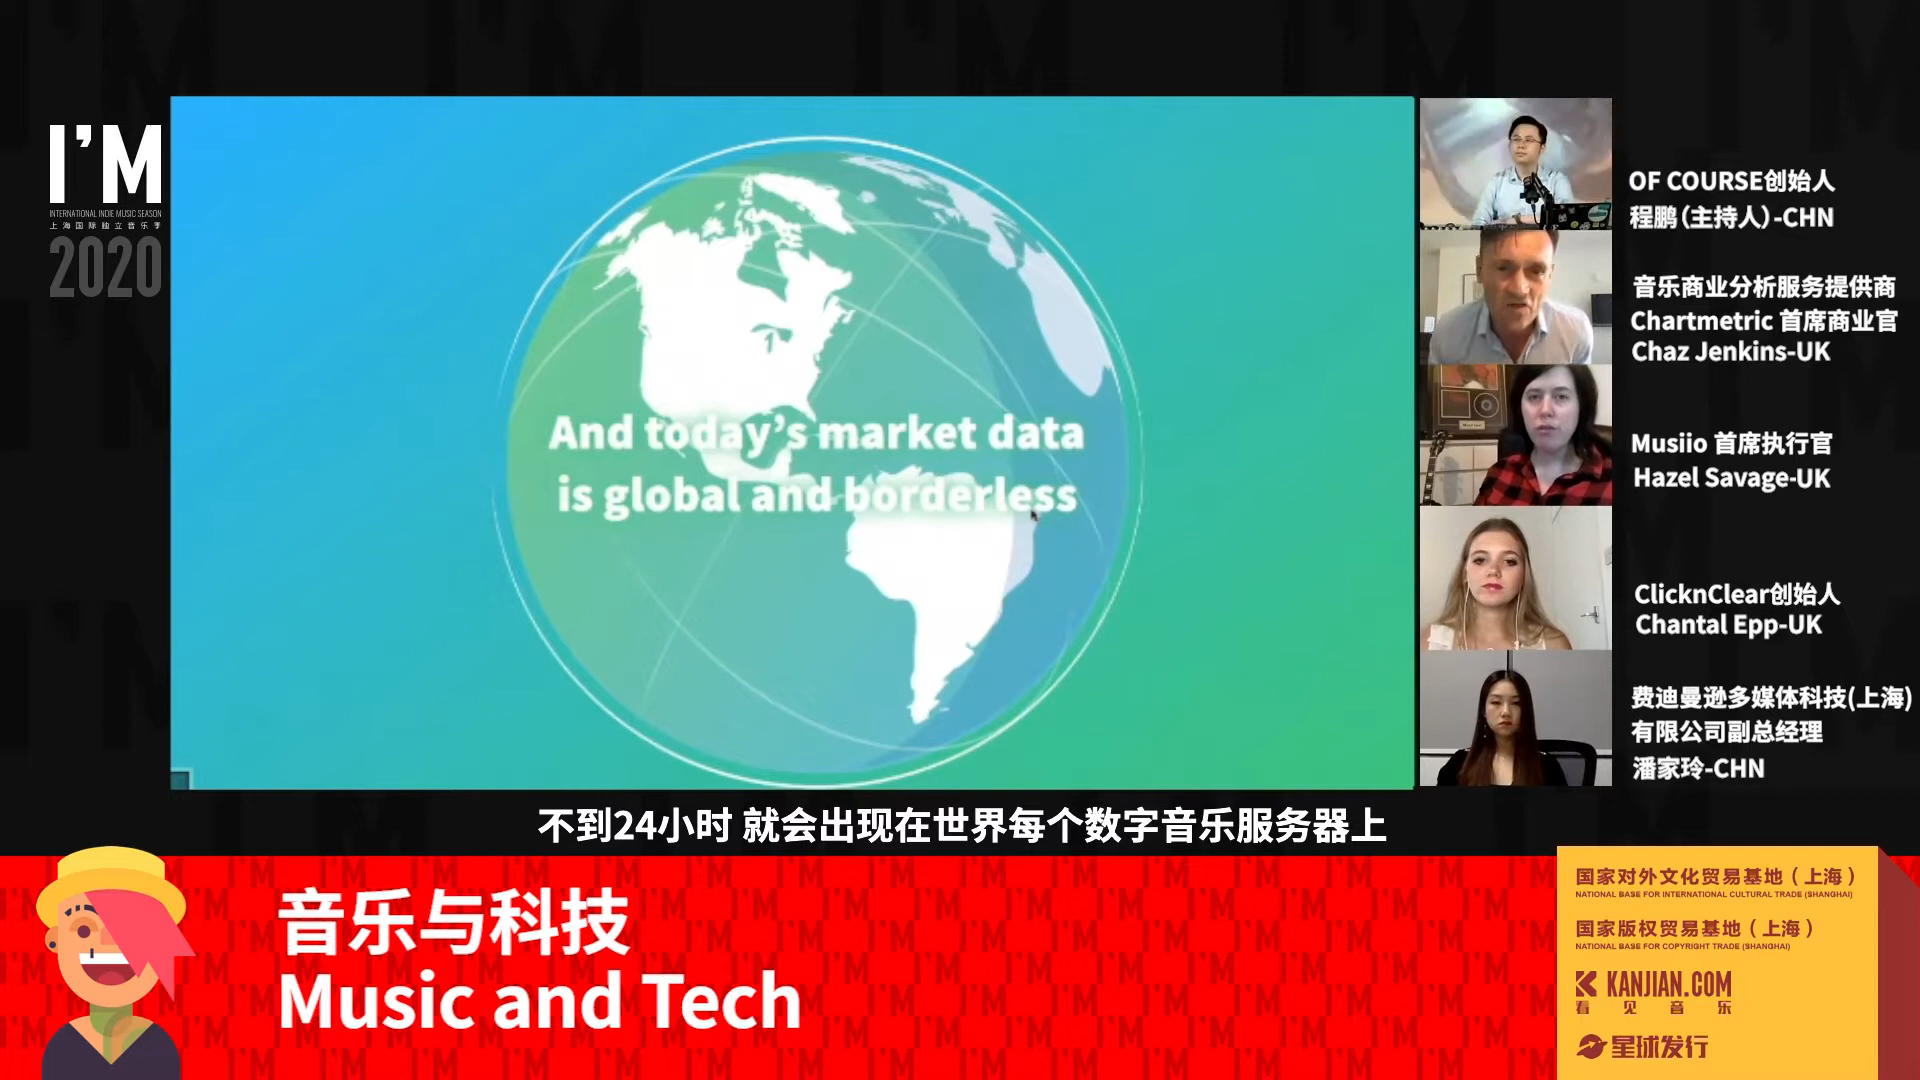 I'M
INTERNATIONAL INDIE MUSIC SEASON
上海国际独立音乐季
2020
And today's market data
is global and borderless
OF COURSE创始人
程鹏(主持人)-CHN
音乐商业分析服务提供商
Chartmetric 首席商业官
Chaz Jenkins-UK
Musiio 首席执行官
Hazel Savage-UK
ClicknClear创始人
Chantal Epp-UK
费迪曼逊多媒体科技(上海)
有限公司副总经理
潘家玲-CHN
不到24小时 就会出现在世界每个数字音乐服务器上
音乐与科技
Music and Tech
国家对外文化贸易基地（上海）
NATIONAL BASE FOR INTERNATIONAL CULTURAL TRADE (SHANGHAI)
国家版权贸易基地（上海）
NATIONAL BASE FOR COPYRIGHT TRADE (SHANGHAI)
KANJIAN.COM
看见音乐
星球发行